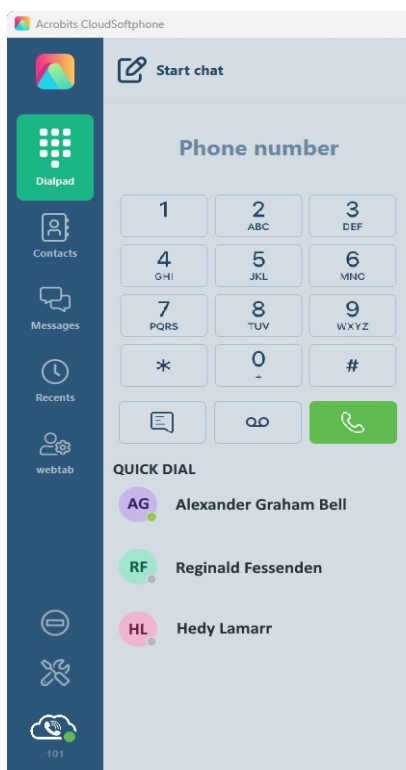 Acrobits CloudSoftphone
Start chat
Dialpad
Contacts
Messages
Recents
webtab
101
Phone number
1 2 3
ABC DEF
4 5 6
GHI JKL MNO
7 8 9
PQRS TUV WXYZ
* 0 #
QUICK DIAL
AG Alexander Graham Bell
RF Reginald Fessenden
HL Hedy Lamarr